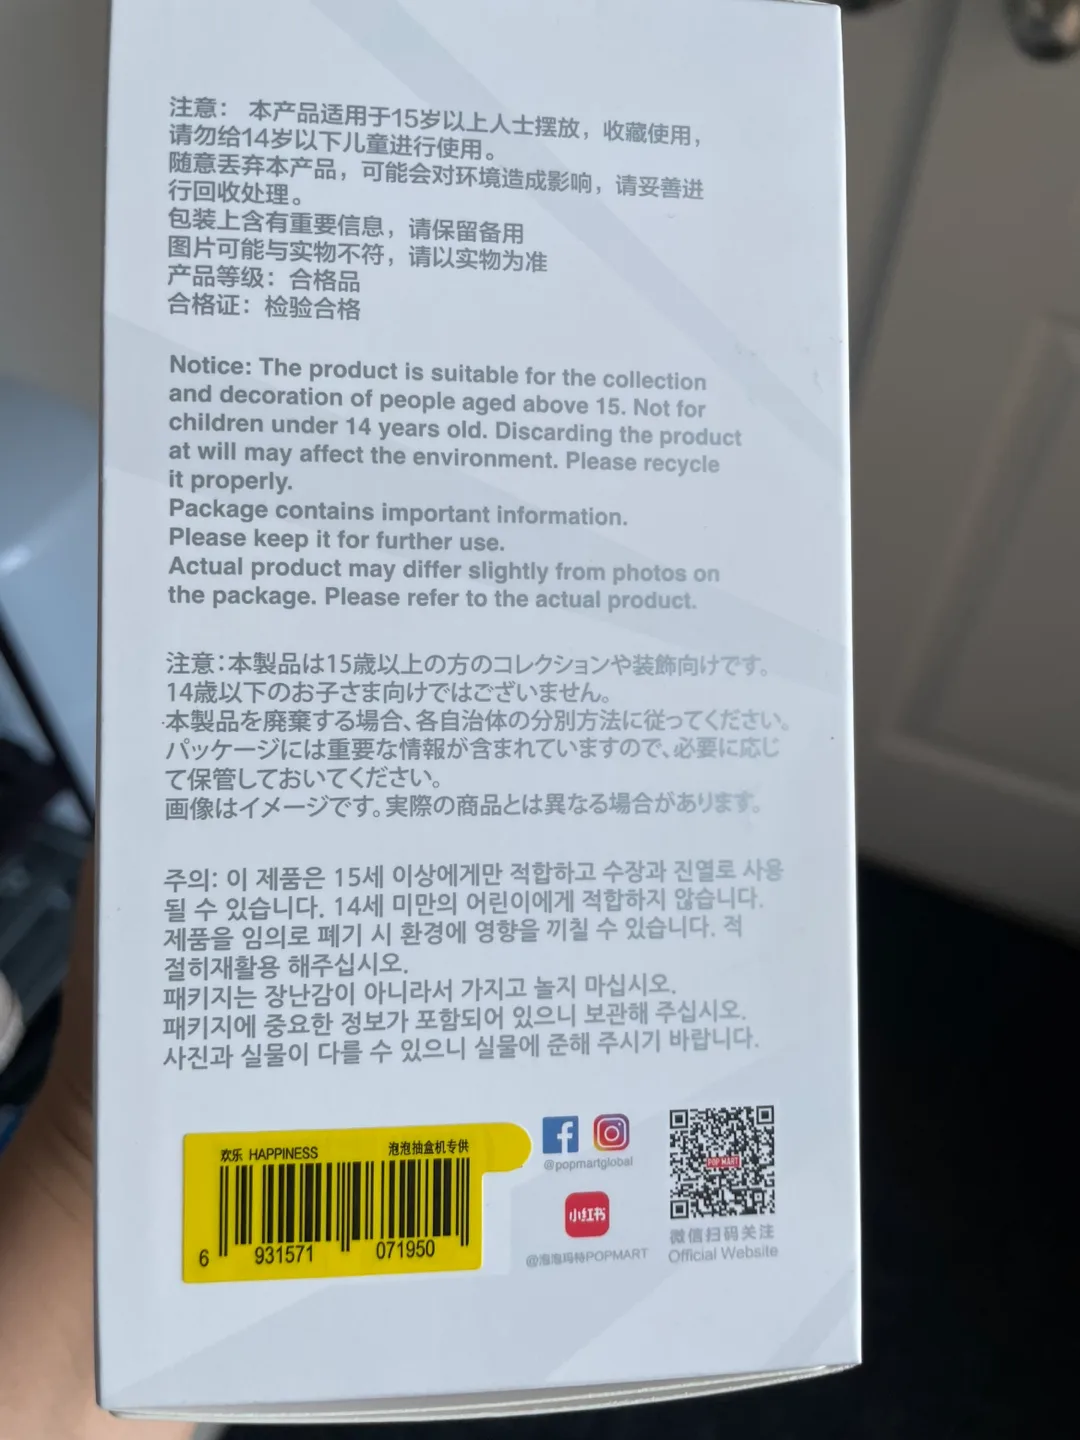 注意： 本产品适用于15岁以上人士摆放，收藏使用，
请勿给14岁以下儿童进行使用。
随意丢弃本产品，可能会对环境造成影响，请妥善进
行回收处理。
包装上含有重要信息，请保留备用
图片可能与实物不符，请以实物为准
产品等级：合格品
合格证：检验合格
Notice: The product is suitable for the collection
and decoration of people aged above 15. Not for
children under 14 years old. Discarding the product
at will may affect the environment. Please recycle
it properly.
Package contains important information.
Please keep it for further use.
Actual product may differ slightly from photos on
the package. Please refer to the actual product.
注意：本製品は15歳以上の方のコレクションや装飾向けです。
14歳以下のお子さま向けではございません。
本製品を廃棄する場合、各自治体の分別方法に従ってください。
パッケージには重要な情報が含まれていますので、必要に応じ
て保管しておいてください。
画像はイメージです。実際の商品とは異なる場合があります。
주의: 이 제품은 15세 이상에게만 적합하고 수장과 진열로 사용
될 수 있습니다. 14세 미만의 어린이에게 적합하지 않습니다.
제품을 임의로 폐기 시 환경에 영향을 끼칠 수 있습니다. 적
절히재활용 해주십시오.
패키지는 장난감이 아니라서 가지고 놀지 마십시오.
패키지에 중요한 정보가 포함되어 있으니 보관해 주십시오.
사진과 실물이 다를 수 있으니 실물에 준해 주시기 바랍니다.
欢乐 HAPPINESS 泡泡抽盒机专供
6 931571 071950
@popmartglobal
小红书
@泡泡玛特POPMART
POP MART
微信扫码关注
Official Website